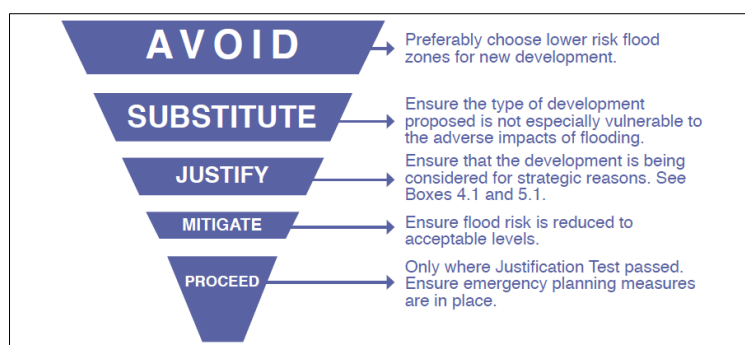 AVOID
Preferably choose lower risk flood
zones for new development.
SUBSTITUTE
Ensure the type of development
proposed is not especially vulnerable to
the adverse impacts of flooding.
JUSTIFY
Ensure that the development is being
considered for strategic reasons. See
Boxes 4.1 and 5.1.
MITIGATE
Ensure flood risk is reduced to
acceptable levels.
PROCEED
Only where Justification Test passed.
Ensure emergency planning measures
are in place.